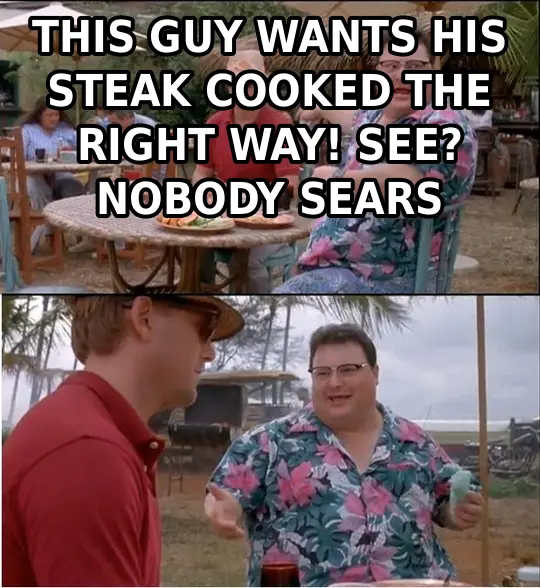 THIS GUY WANTS HIS
STEAK COOKED THE
RIGHT WAY! SEE?
NOBODY SEARS